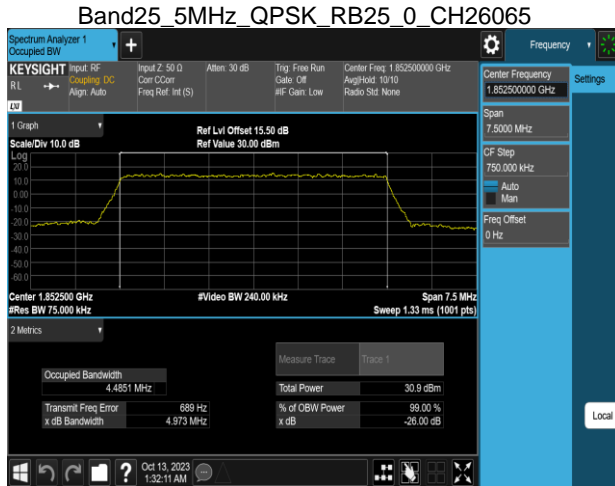 Band25_5MHz_QPSK_RB25_0_CH26065
Spectrum Analyzer 1
Occupied BW
Frequency
KEYSIGHT
R L
LXI
Input: RF
Coupling: DC
Align: Auto
Input Z: 50 Ω
Corr CCorr
Freq Ref: Int (S)
Atten: 30 dB
Trig: Free Run
Gate: Off
#IF Gain: Low
Center Freq: 1.852500000 GHz
Avg|Hold: 10/10
Radio Std: None
Center Frequency
1.852500000 GHz
Settings
Span
7.5000 MHz
CF Step
750.000 kHz
Auto
Man
Freq Offset
0 Hz
1 Graph
Scale/Div 10.0 dB
Ref Lvl Offset 15.50 dB
Ref Value 30.00 dBm
Log
20.0
10.0
0.00
-10.0
-20.0
-30.0
-40.0
-50.0
-60.0
Center 1.852500 GHz
#Res BW 75.000 kHz
#Video BW 240.00 kHz
Span 7.5 MHz
Sweep 1.33 ms (1001 pts)
2 Metrics
Measure Trace Trace 1
Occupied Bandwidth
4.4851 MHz
Total Power 30.9 dBm
Transmit Freq Error 689 Hz
% of OBW Power 99.00 %
x dB Bandwidth 4.973 MHz
x dB -26.00 dB
Local
?
Oct 13, 2023
1:32:11 AM